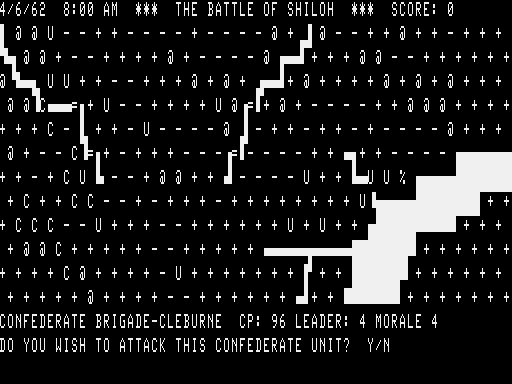 4/6/62 8:00 AM *** THE BATTLE OF SHILOH *** SCORE: 0
CONFEDERATE BRIGADE-CLEBURNE CP: 96 LEADER: 4 MORALE 4
DO YOU WISH TO ATTACK THIS CONFEDERATE UNIT? Y/N